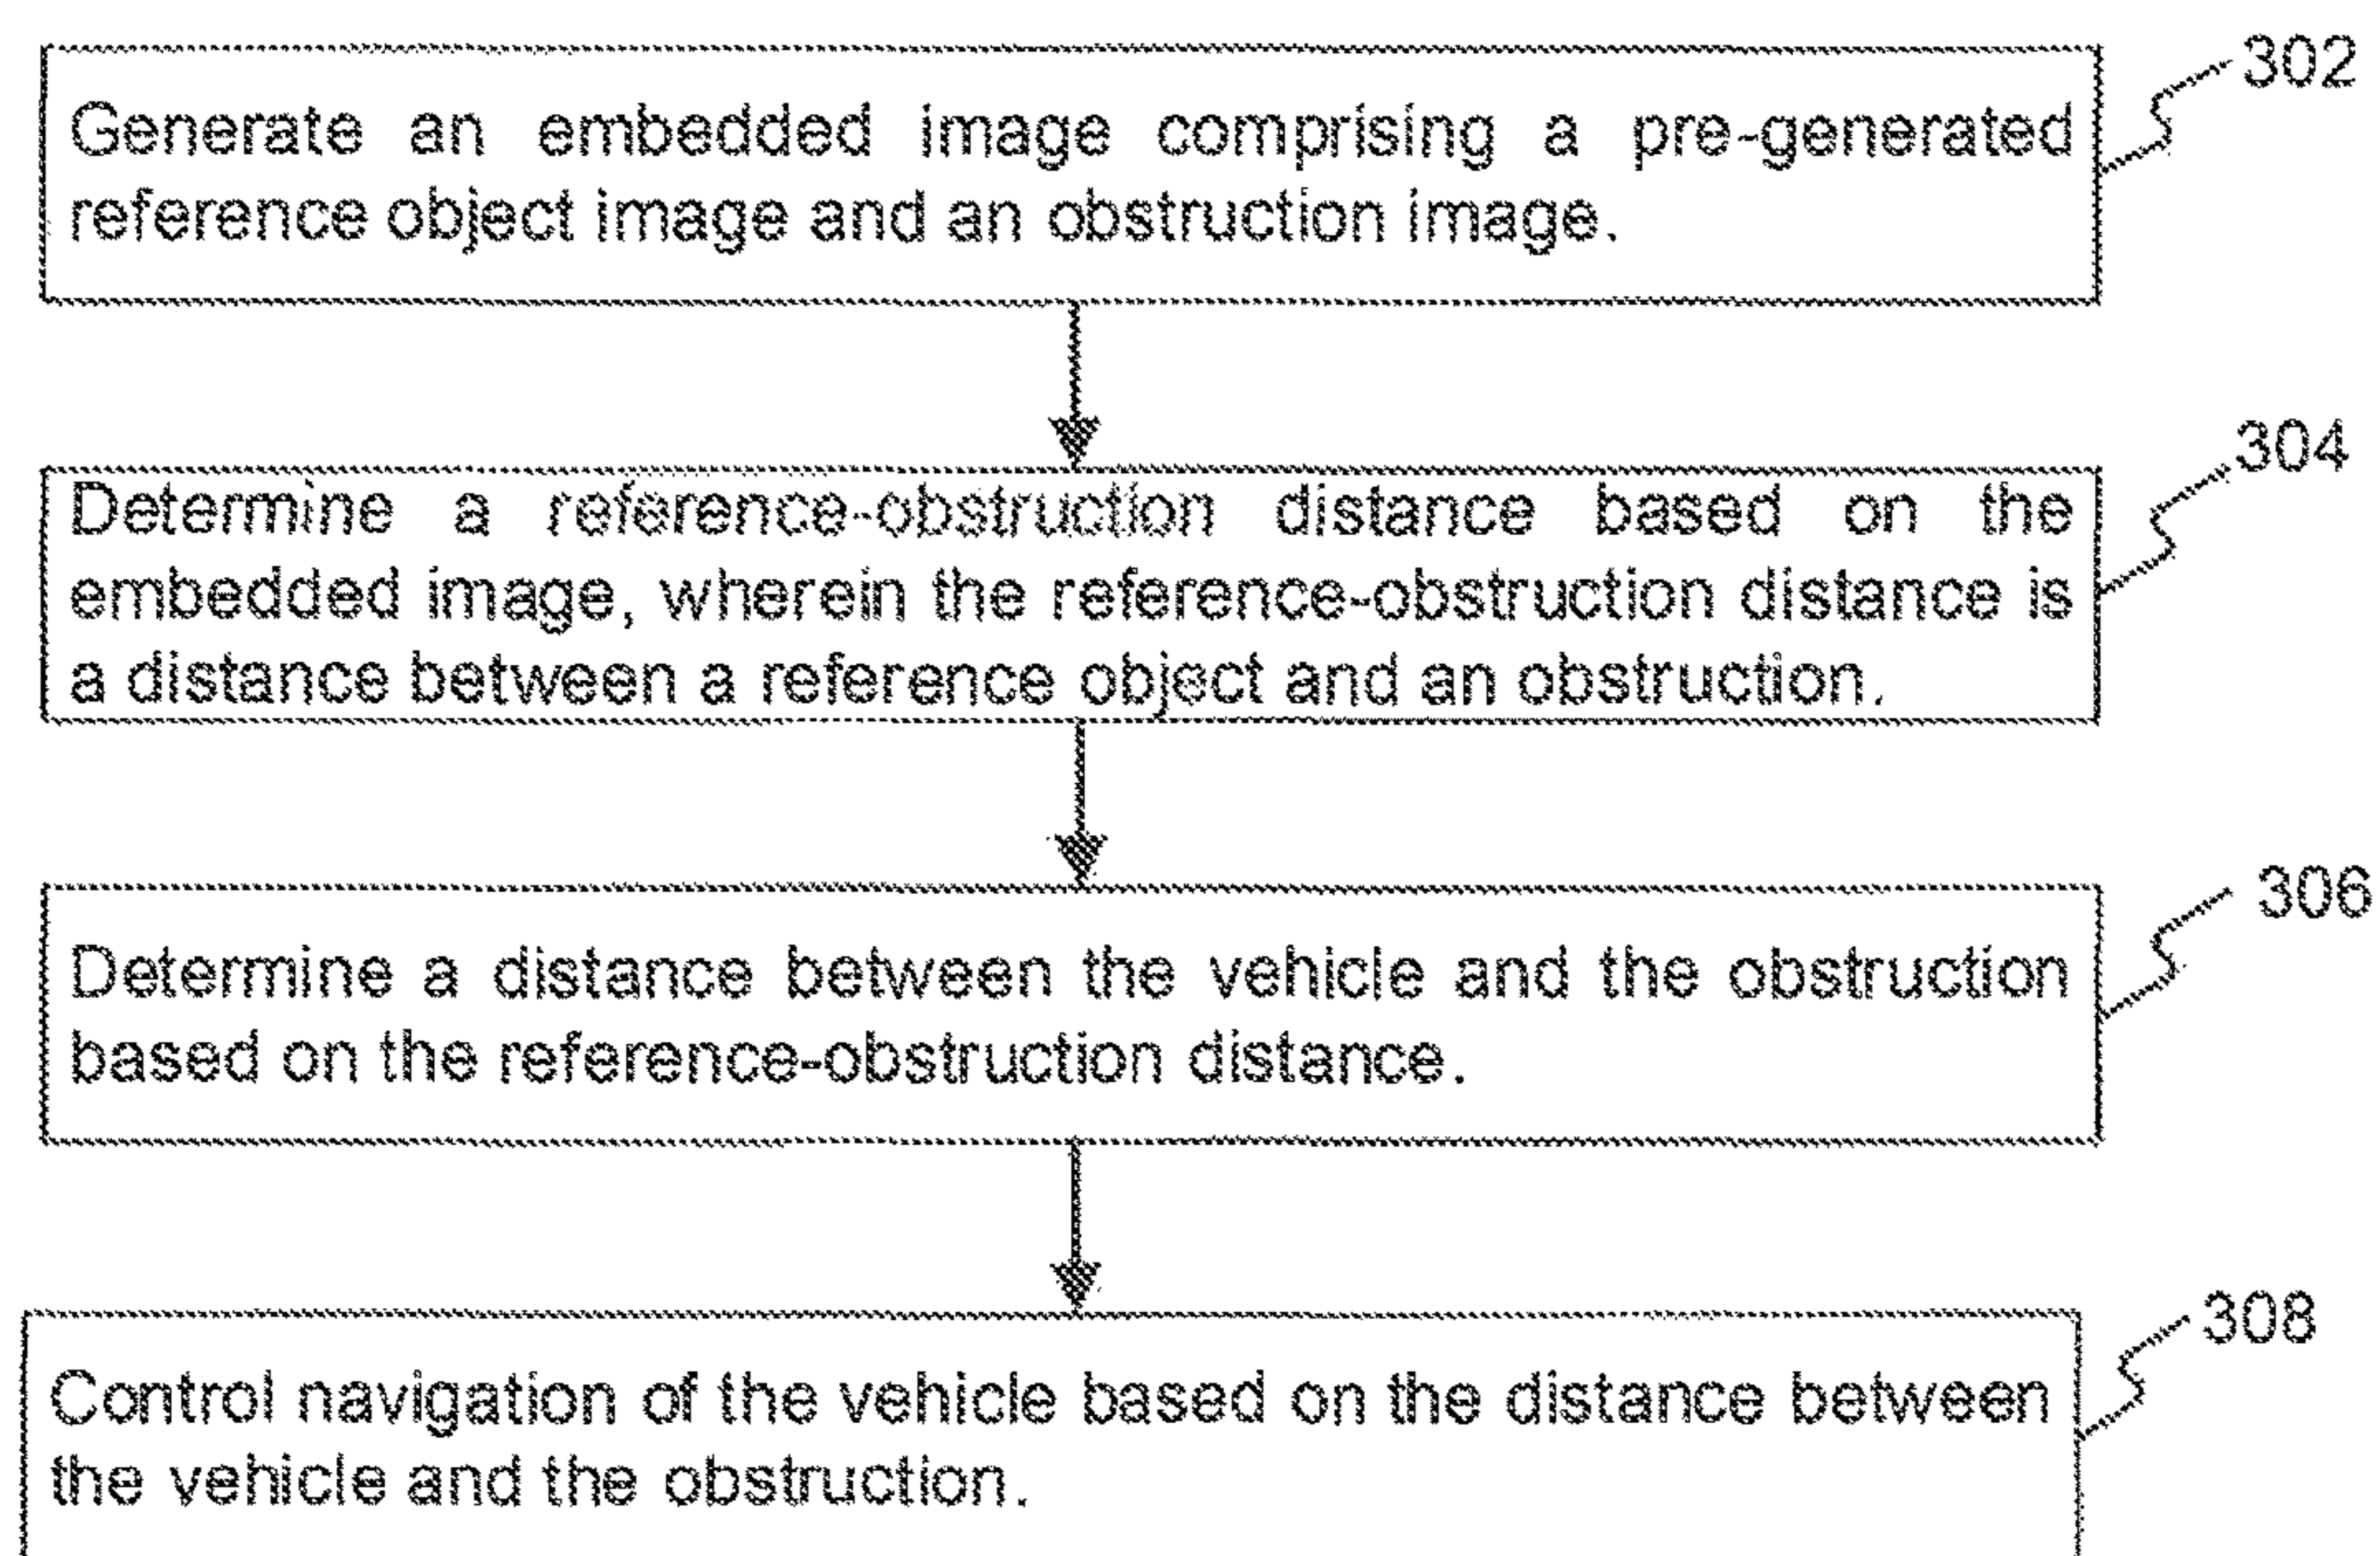 302
Generate an embedded image comprising a pre-generated
reference object image and an obstruction image.
304
Determine a reference-obstruction distance based on the
embedded image, wherein the reference-obstruction distance is
a distance between a reference object and an obstruction.
306
Determine a distance between the vehicle and the obstruction
based on the reference-obstruction distance.
308
Control navigation of the vehicle based on the distance between
the vehicle and the obstruction.